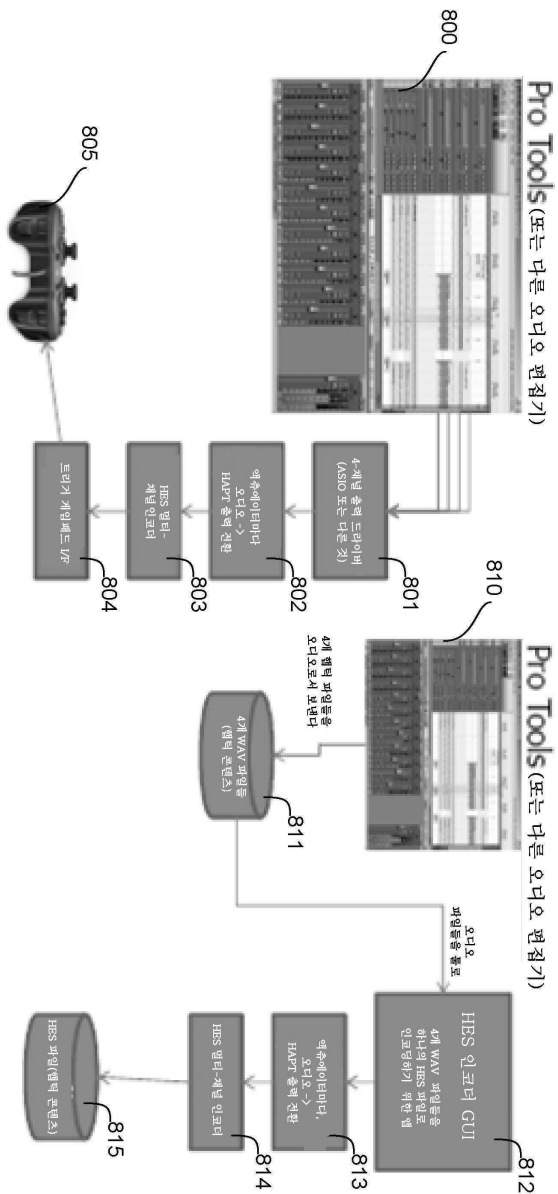 Pro Tools (또는 다른 오디오 편집기)
800
4-채널 출력 드라이버
(ASIO 또는 다른 것)
801
액츄에이터마다
오디오 ->
HAPT 출력 전환
802
HES 멀티-
채널 인코더
803
트리거 게임패드 I/F
804
805
Pro Tools (또는 다른 오디오 편집기)
810
4개 햅틱 파일들을
오디오로서 보낸다
4개 WAV 파일들
(햅틱 콘텐츠)
811
오디오
파일들을 툴로
HES 인코더 GUI
4개 WAV 파일들을
하나의 HES 파일로
인코딩하기 위한 앱
812
액츄에이터마다,
오디오 ->
HAPT 출력 전환
813
HES 멀티-채널 인코더
814
HES 파일(햅틱 콘텐츠)
815